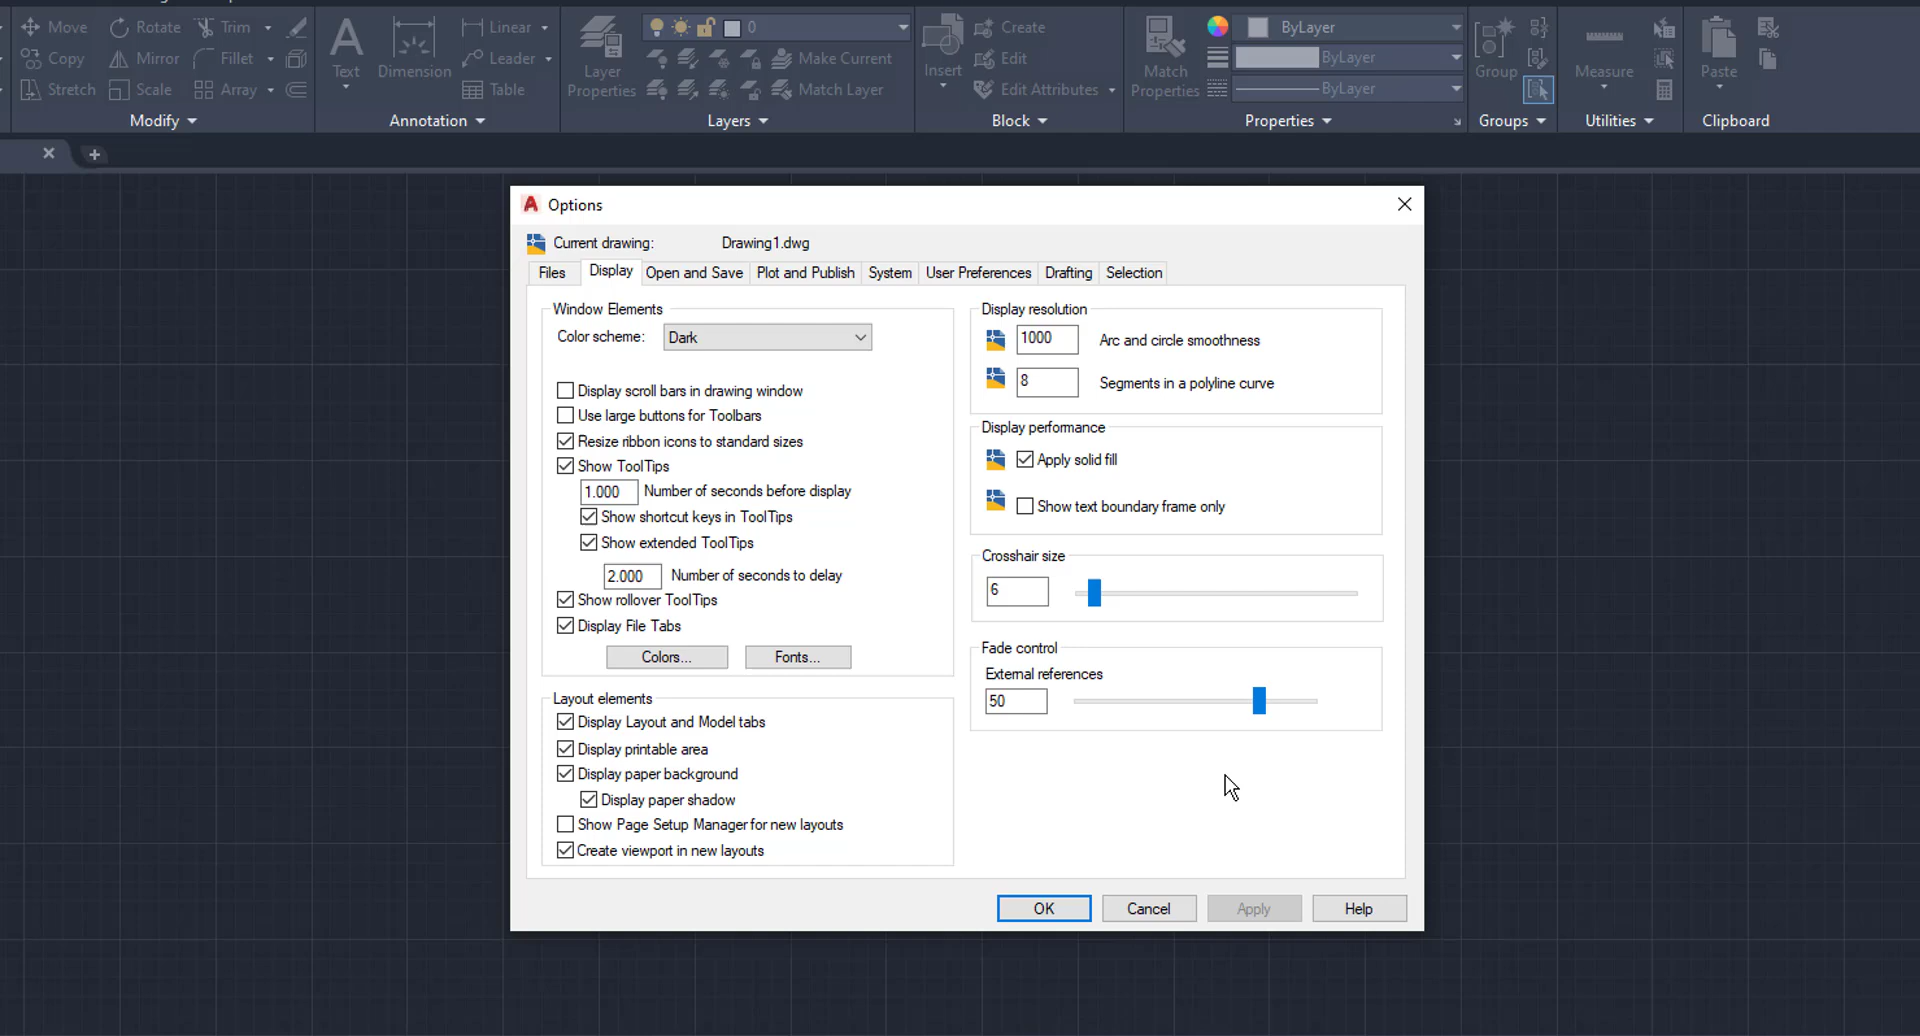 Move
Rotate
Trim
Copy
Mirror
Fillet
Stretch
Scale
Array
Modify
Text
Dimension
Linear
Leader
Table
Annotation
Layer
Properties
0
Make Current
Match Layer
Layers
Insert
Create
Edit
Edit Attributes
Block
Match
Properties
ByLayer
ByLayer
ByLayer
Properties
Group
Groups
Measure
Utilities
Paste
Clipboard
A Options
Current drawing: Drawing1.dwg
Files Display Open and Save Plot and Publish System User Preferences Drafting Selection
Window Elements
Color scheme: Dark
Display scroll bars in drawing window
Use large buttons for Toolbars
Resize ribbon icons to standard sizes
Show ToolTips
1.000 Number of seconds before display
Show shortcut keys in ToolTips
Show extended ToolTips
2.000 Number of seconds to delay
Show rollover ToolTips
Display File Tabs
Colors... Fonts...
Layout elements
Display Layout and Model tabs
Display printable area
Display paper background
Display paper shadow
Show Page Setup Manager for new layouts
Create viewport in new layouts
Display resolution
1000 Arc and circle smoothness
8 Segments in a polyline curve
Display performance
Apply solid fill
Show text boundary frame only
Crosshair size
6
Fade control
External references
50
OK Cancel Apply Help